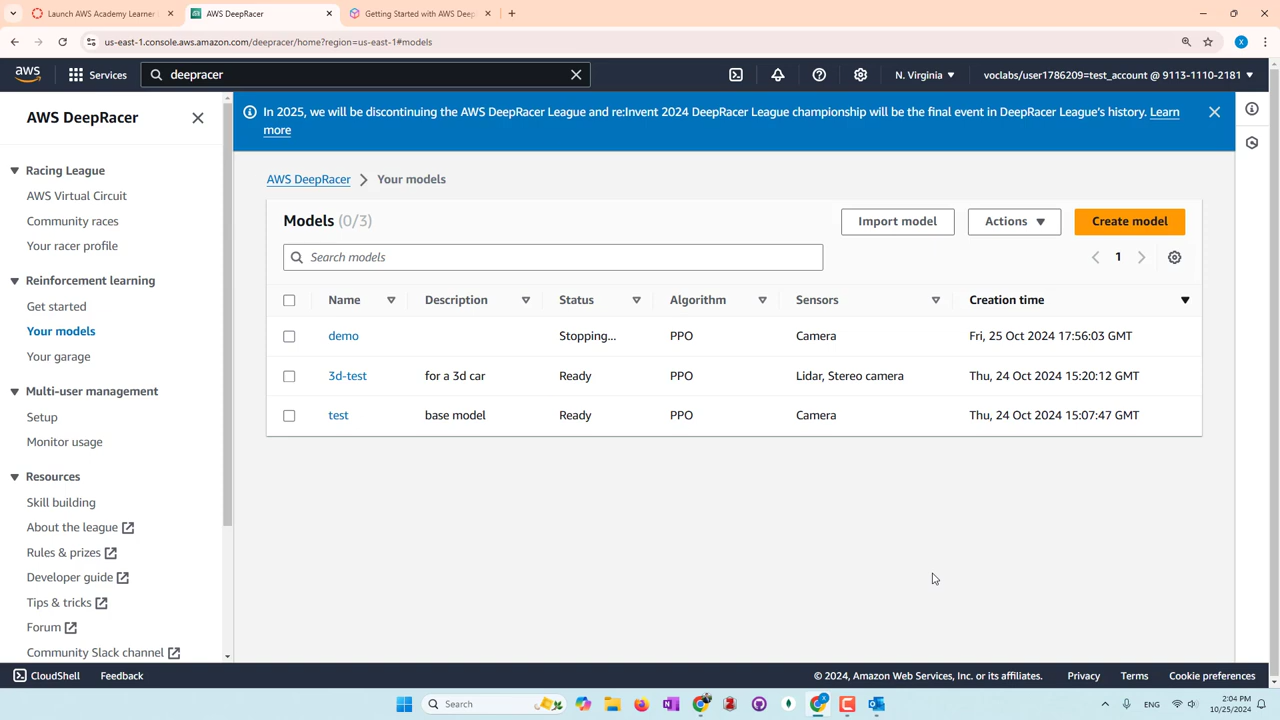 Launch AWS Academy Learner
AWS DeepRacer
Getting Started with AWS Deep
us-east-1.console.aws.amazon.com/deepracer/home?region=us-east-1#models
X
aws
Services
deepracer
N. Virginia
voclabs/user1786209=test_account @ 9113-1110-2181
AWS DeepRacer
Racing League
AWS Virtual Circuit
Community races
Your racer profile
Reinforcement learning
Get started
Your models
Your garage
Multi-user management
Setup
Monitor usage
Resources
Skill building
About the league
Rules & prizes
Developer guide
Tips & tricks
Forum
Community Slack channel
In 2025, we will be discontinuing the AWS DeepRacer League and re:Invent 2024 DeepRacer League championship will be the final event in DeepRacer League's history. Learn
more
AWS DeepRacer > Your models
Models (0/3)
Import model
Actions
Create model
Search models
1
Name Description Status Algorithm Sensors Creation time
demo Stopping... PPO Camera Fri, 25 Oct 2024 17:56:03 GMT
3d-test for a 3d car Ready PPO Lidar, Stereo camera Thu, 24 Oct 2024 15:20:12 GMT
test base model Ready PPO Camera Thu, 24 Oct 2024 15:07:47 GMT
CloudShell Feedback
© 2024, Amazon Web Services, Inc. or its affiliates. Privacy Terms Cookie preferences
Search
ENG
2:04 PM
10/25/2024